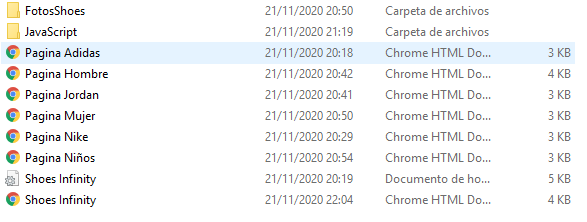 FotosShoes 21/11/2020 20:50 Carpeta de archivos
JavaScript 21/11/2020 21:19 Carpeta de archivos
Pagina Adidas 21/11/2020 20:18 Chrome HTML Do... 3 KB
Pagina Hombre 21/11/2020 20:42 Chrome HTML Do... 4 KB
Pagina Jordan 21/11/2020 20:41 Chrome HTML Do... 3 KB
Pagina Mujer 21/11/2020 20:50 Chrome HTML Do... 4 KB
Pagina Nike 21/11/2020 20:29 Chrome HTML Do... 3 KB
Pagina Niños 21/11/2020 20:54 Chrome HTML Do... 3 KB
Shoes Infinity 21/11/2020 20:19 Documento de ho... 5 KB
Shoes Infinity 21/11/2020 22:04 Chrome HTML Do... 4 KB